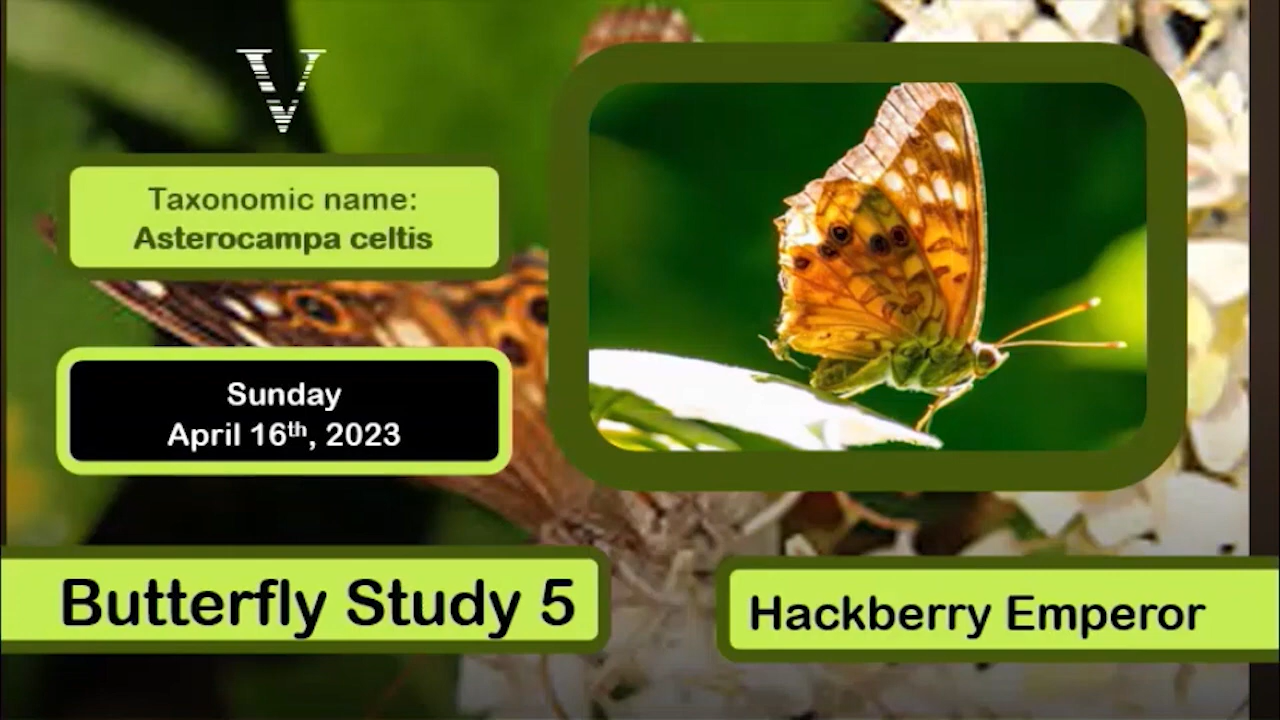 V
Taxonomic name:
Asterocampa celtis
Sunday
April 16th, 2023
Butterfly Study 5
Hackberry Emperor